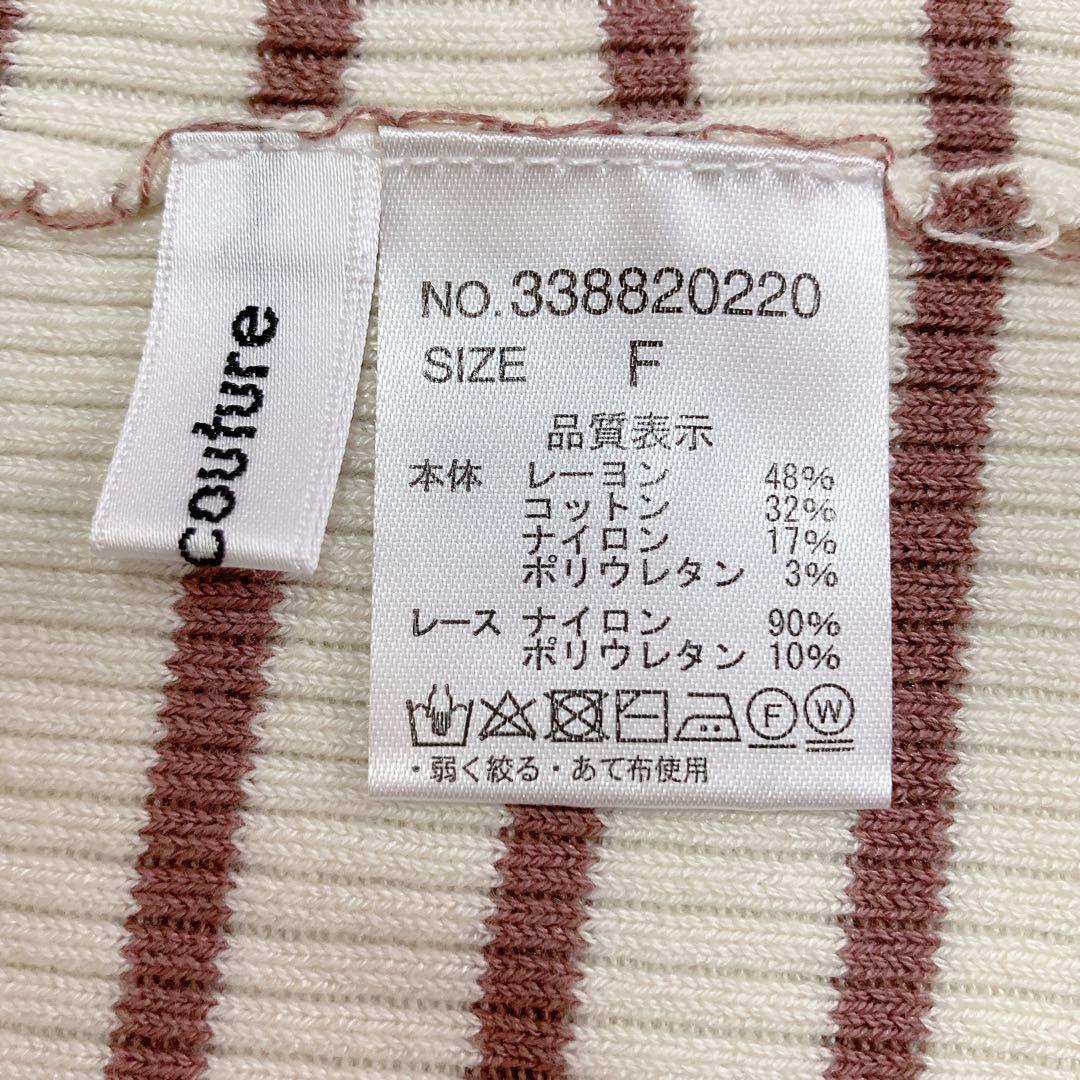 couture
NO. 338820220
SIZE F
品質表示
本体 レーヨン 48%
コットン 32%
ナイロン 17%
ポリウレタン 3%
レース ナイロン 90%
ポリウレタン 10%
F W
・弱く絞る・あて布使用